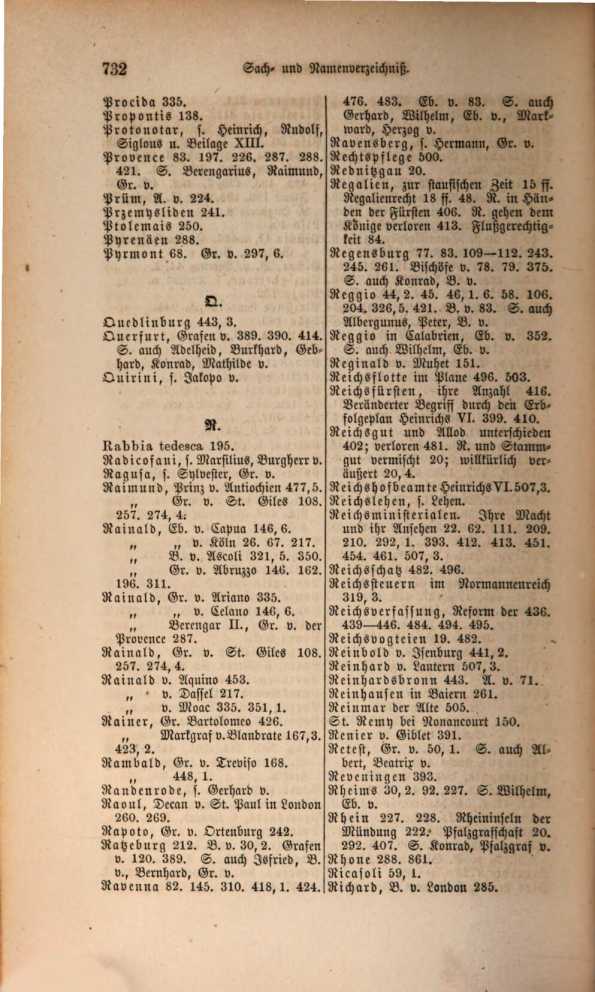 732
Sach- und Namenverzeichniß.
Procida 335.
Propontis 138.
Protonotar, s. Heinrich, Rudolf,
Siglous u. Beilage XIII.
Provence 83. 197. 226. 287. 288.
421. S. Berengarius, Raimund,
Gr. v.
Prüm, A. v. 224.
Przemysliden 241.
Ptolemais 250.
Pyrenäen 288.
Pyrmont 68. Gr. v. 297, 6.
Q.
Quedlinburg 443, 3.
Querfurt, Grafen v. 389. 390. 414.
S. auch Adelheid, Burkhard, Geb-
hard, Konrad, Mathilde v.
Quirini, s. Jakopo v.
R.
Rabbia tedesca 195.
Radicofani, s. Marsilius, Burgherr v.
Ragusa, s. Sylvester, Gr. v.
Raimund, Prinz v. Antiochien 477, 5.
„ Gr. v. St. Giles 108.
257. 274, 4.
Rainald, Eb. v. Capua 146, 6.
„ „ v. Köln 26. 67. 217.
„ B. v. Ascoli 321, 5. 350.
„ Gr. v. Abruzzo 146. 162.
196. 311.
Rainald, Gr. v. Ariano 335.
„ „ v. Celano 146, 6.
„ Berengar II., Gr. v. der
Provence 287.
Rainald, Gr. v. St. Giles 108.
257. 274, 4.
Rainald v. Aquino 453.
„ v. Dassel 217.
„ v. Moac 335. 351, 1.
Rainer, Gr. Bartolomeo 426.
„ Markgraf v. Blandrate 167, 3.
423, 2.
Rambald, Gr. v. Treviso 168.
„ 448, 1.
Randenrode, s. Gerhard v.
Raoul, Decan v. St. Paul in London
260. 269.
Rapoto, Gr. v. Ortenburg 242.
Ratzeburg 212. B. v. 30, 2. Grafen
v. 120. 389. S. auch Isfried, B.
v., Bernhard, Gr. v.
Ravenna 82. 145. 310. 418, 1. 424.
476. 483. Eb. v. 83. S. auch
Gerhard, Wilhelm, Eb. v., Mark-
ward, Herzog v.
Ravensberg, s. Hermann, Gr. v.
Rechtspflege 500.
Rednitzgau 20.
Regalien, zur staufischen Zeit 15 ff.
Regalienrecht 18 ff. 48. R. in Hän-
den der Fürsten 406. R. gehen dem
Könige verloren 413. Flußgerechtig-
keit 84.
Regensburg 77. 83. 109—112. 243.
245. 261. Bischöfe v. 78. 79. 375.
S. auch Konrad, B. v.
Reggio 44, 2. 45. 46, 1. 6. 58. 106.
204. 326, 5. 421. B. v. 83. S. auch
Albergunus, Peter, B. v.
Reggio in Calabrien, Eb. v. 352.
S. auch Wilhelm, Eb. v.
Reginald v. Muhet 151.
Reichsflotte im Plane 496. 503.
Reichsfürsten, ihre Anzahl 416.
Veränderter Begriff durch den Erb-
folgeplan Heinrichs VI. 399. 410.
Reichsgut und Allod unterschieden
402; verloren 481. R. und Stamm-
gut vermischt 20; willkürlich ver-
äußert 20, 4.
Reichshofbeamte Heinrichs VI. 507, 3.
Reichslehen, s. Lehen.
Reichsministerialen. Ihre Macht
und ihr Ansehen 22. 62. 111. 209.
210. 292, 1. 393. 412. 413. 451.
454. 461. 507, 3.
Reichsschatz 482. 496.
Reichssteuern im Normannenreich
319, 3.
Reichsverfassung, Reform der 436.
439—446. 484. 494. 495.
Reichsvogteien 19. 482.
Reinbold v. Isenburg 441, 2.
Reinhard v. Lautern 507, 3.
Reinhardsbronn 443. A. v. 71.
Reinhausen in Baiern 261.
Reinmar der Alte 505.
St. Remy bei Nonancourt 150.
Renier v. Giblet 391.
Retest, Gr. v. 50, 1. S. auch Al-
bert, Beatrix v.
Reveningen 393.
Rheims 30, 2. 92. 227. S. Wilhelm,
Eb. v.
Rhein 227. 228. Rheininseln der
Mündung 222. Pfalzgrafschaft 20.
292. 407. S. Konrad, Pfalzgraf v.
Rhone 288. 861.
Ricasoli 59, 1.
Richard, B. v. London 285.